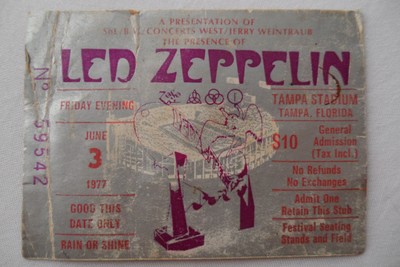 A PRESENTATION OF
CONCERTS WEST/JERRY WEINTRAUB
THE PRESENCE OF
LED ZEPPELIN
No 59542
FRIDAY EVENING
JUNE
3
1977
GOOD THIS
DATE ONLY
RAIN OR SHINE
TAMPA STADIUM
TAMPA, FLORIDA
$10 General
Admission
(Tax Incl.)
No Refunds
No Exchanges
Admit One
Retain This Stub
Festival Seating
Stands and Field